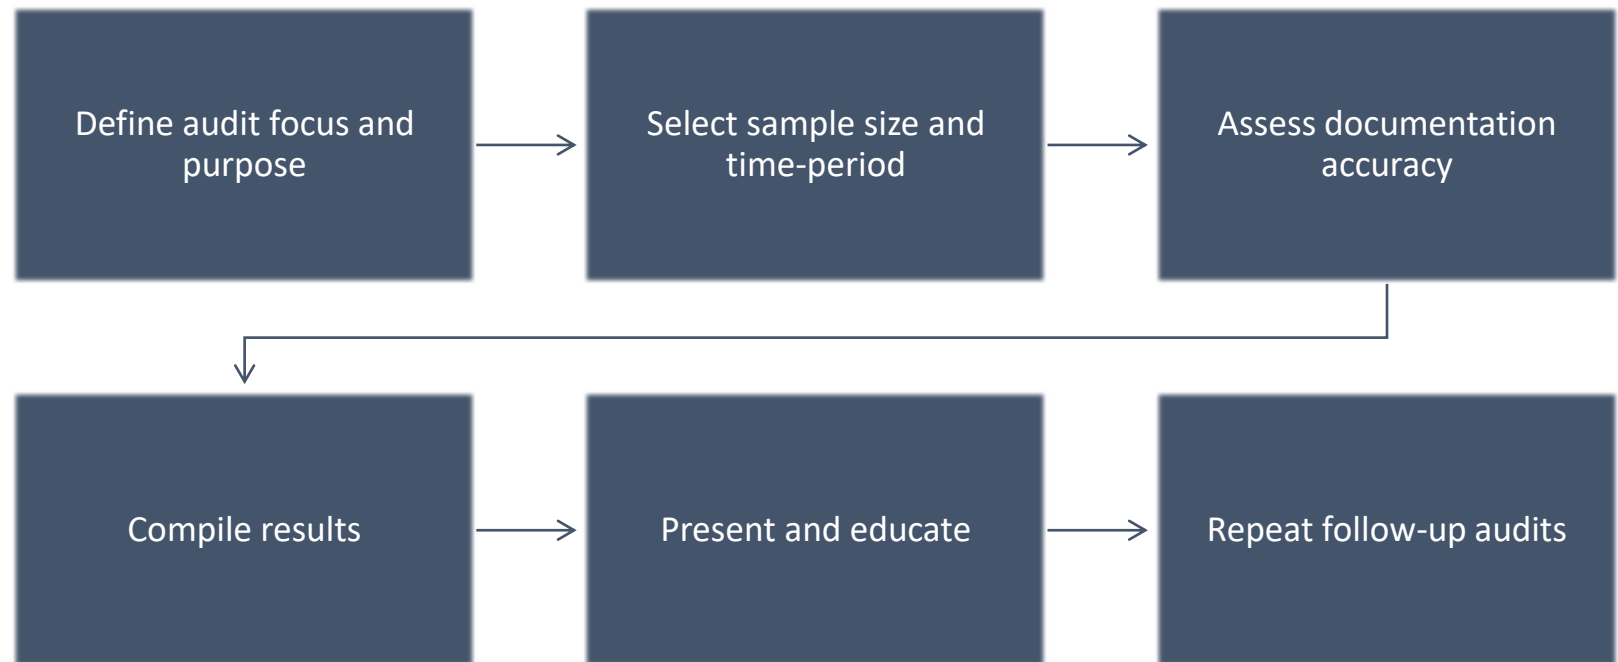 Define audit focus and
purpose
Select sample size and
time-period
Assess documentation
accuracy
Compile results
Present and educate
Repeat follow-up audits